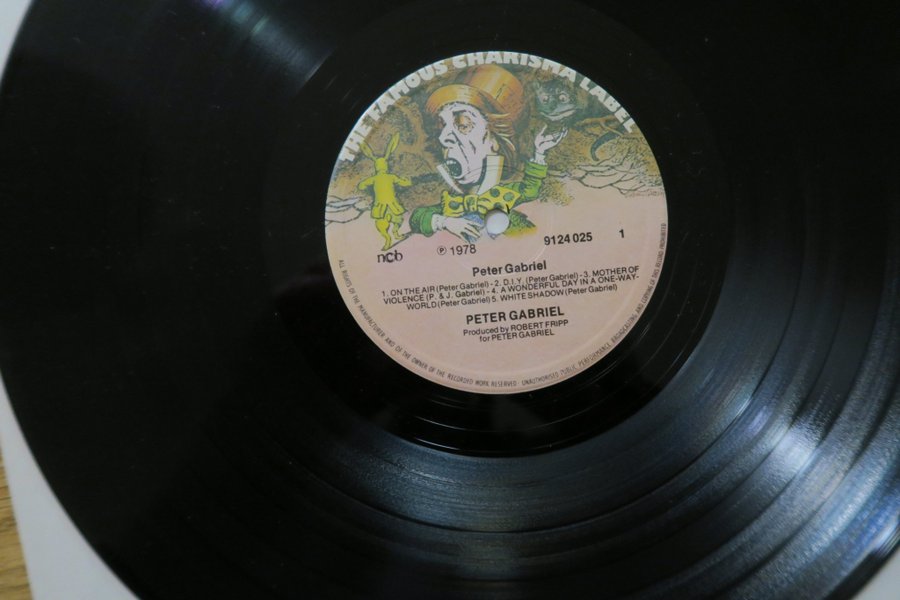 THE FAMOUS CHARISMA LABEL
ncb
℗ 1978
9124 025
1
Peter Gabriel
1. ON THE AIR (Peter Gabriel) - 2. D.I.Y. (Peter Gabriel) - 3. MOTHER OF
VIOLENCE (P. & J. Gabriel) - 4. A WONDERFUL DAY IN A ONE-WAY-
WORLD (Peter Gabriel) 5. WHITE SHADOW (Peter Gabriel)
PETER GABRIEL
Produced by ROBERT FRIPP
for PETER GABRIEL
ALL RIGHTS OF THE MANUFACTURER AND OF THE OWNER OF THE RECORDED WORK RESERVED · UNAUTHORISED PUBLIC PERFORMANCE, BROADCASTING AND COPYING OF THIS RECORD PROHIBITED